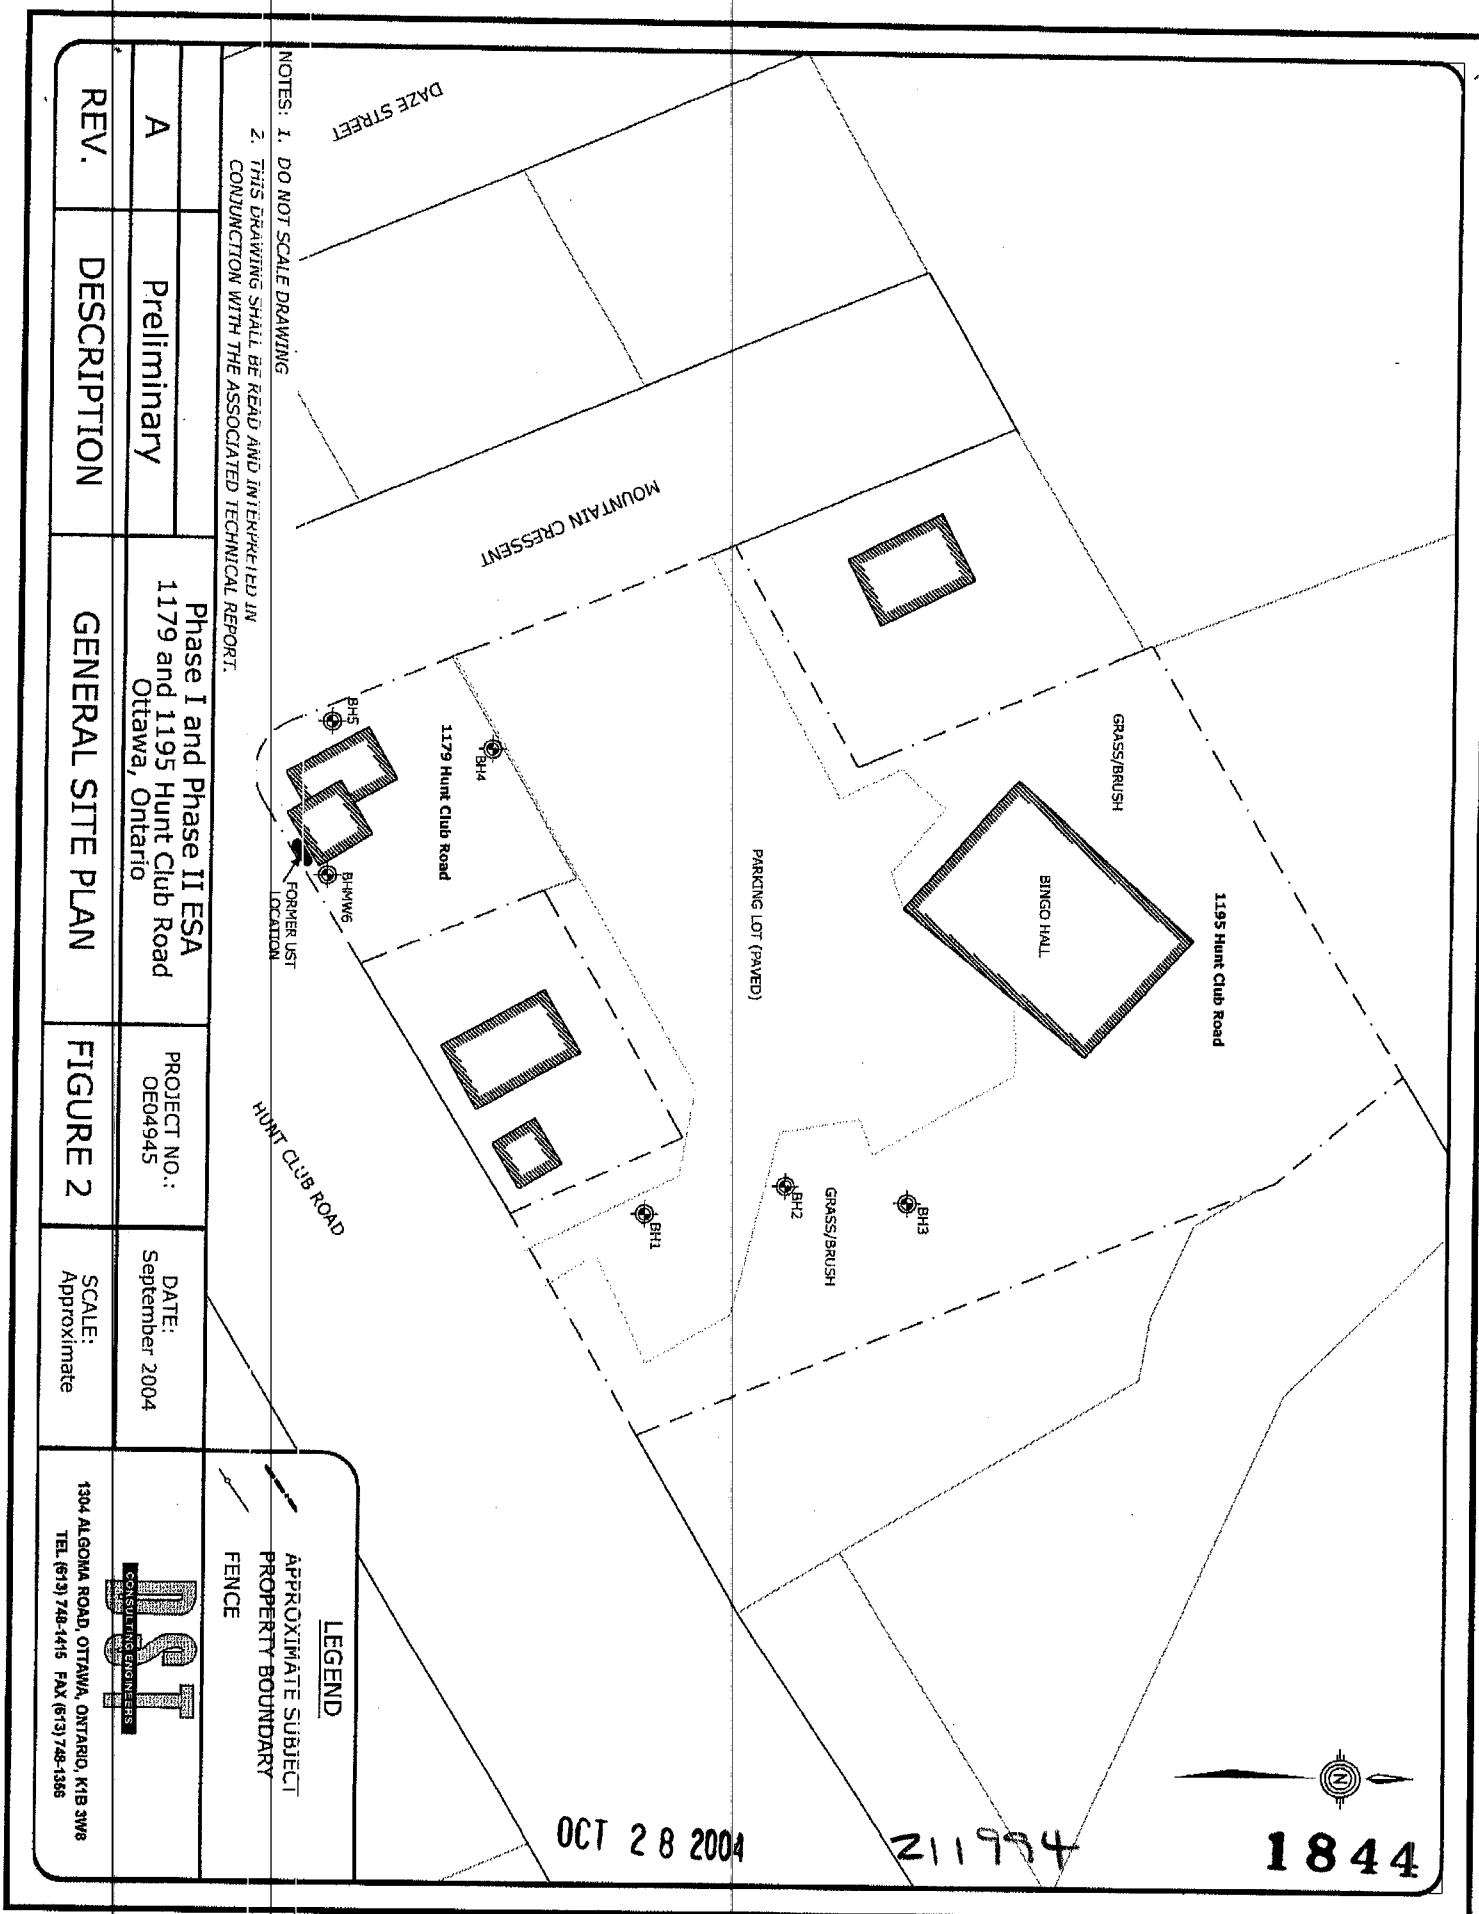 DAZE STREET
MOUNTAIN CRESSENT
GRASS/BRUSH
1195 Hunt Club Road
BINGO HALL
PARKING LOT (PAVED)
1179 Hunt Club Road
BH5
BH4
BHMW6
FORMER UST
LOCATION
BH3
BH2
GRASS/BRUSH
BH1
HUNT CLUB ROAD
N
NOTES: 1. DO NOT SCALE DRAWING
2. THIS DRAWING SHALL BE READ AND INTERPRETED IN
CONJUNCTION WITH THE ASSOCIATED TECHNICAL REPORT.
LEGEND
APPROXIMATE SUBJECT
PROPERTY BOUNDARY
FENCE
A
Preliminary
REV.
DESCRIPTION
Phase I and Phase II ESA
1179 and 1195 Hunt Club Road
Ottawa, Ontario
GENERAL SITE PLAN
PROJECT NO.:
OE04945
FIGURE 2
DATE:
September 2004
SCALE:
Approximate
DST
CONSULTING ENGINEERS
1304 ALGOMA ROAD, OTTAWA, ONTARIO, K1B 3W8
TEL (613) 748-1415 FAX (613) 748-1356
OCT 28 2004
211994
1844